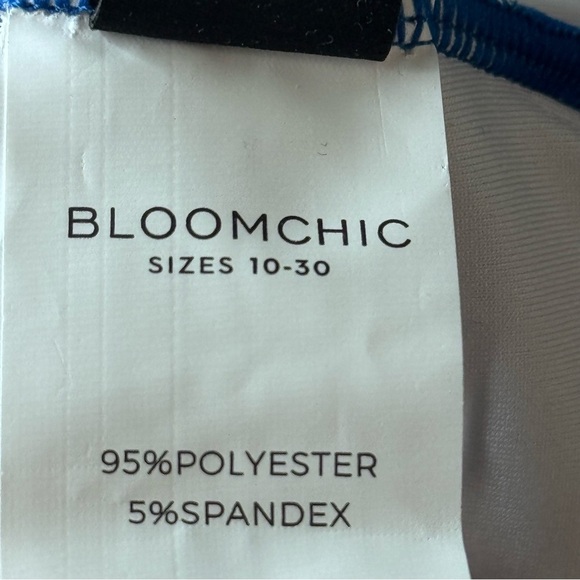 BLOOMCHIC
SIZES 10-30
95%POLYESTER
5%SPANDEX